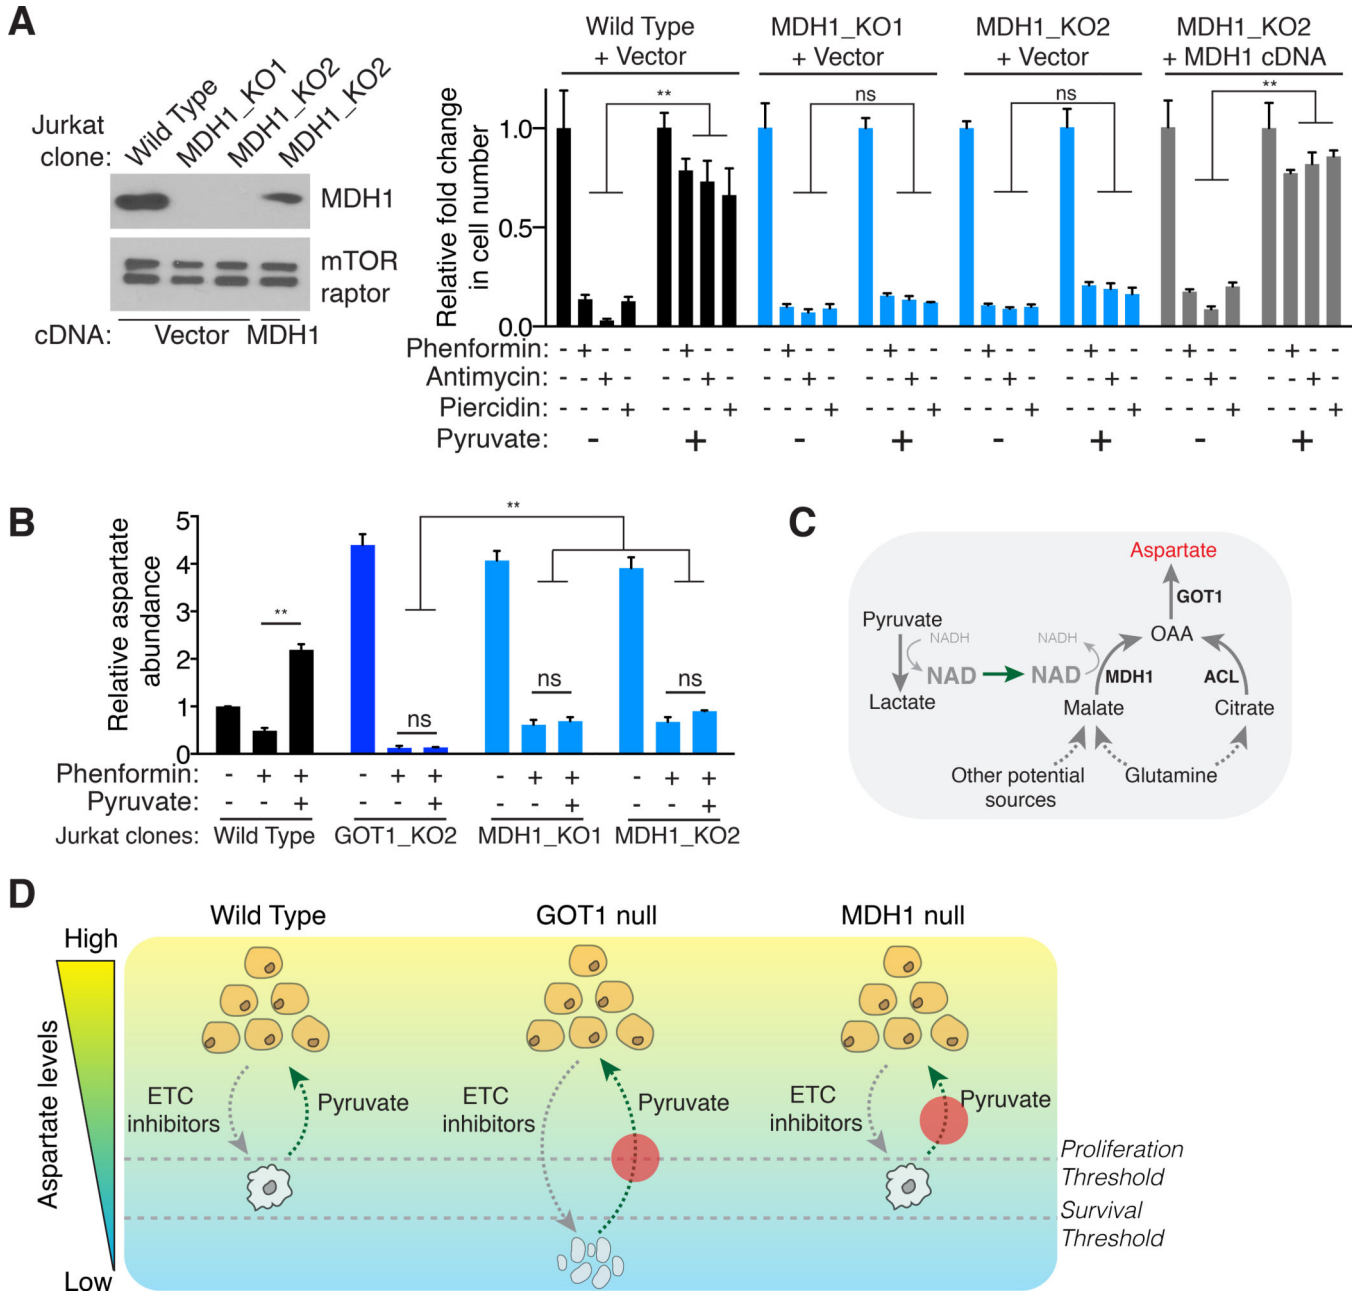 A
Jurkat
clone:
Wild Type
MDH1_KO1
MDH1_KO2
MDH1_KO2
MDH1
mTOR
raptor
cDNA:
Vector
MDH1
Wild Type
+ Vector
MDH1_KO1
+ Vector
MDH1_KO2
+ Vector
MDH1_KO2
+ MDH1 cDNA
** ns ns **
Relative fold change
in cell number
1.0
0.5
0.0
Phenformin: - + - - - + - - - + - - - + - - - + - - - + - - - + - - - + - -
Antimycin: - - + - - - + - - - + - - - + - - - + - - - + - - - + - - - + -
Piercidin: - - - + - - - + - - - + - - - + - - - + - - - + - - - + - - - +
Pyruvate: - + - + - + - +
B
Relative aspartate
abundance
5
4
3
2
1
0
**
**
ns
ns
ns
Phenformin: - + + - + + - + + - + +
Pyruvate: - - + - - + - - + - - +
Jurkat clones: Wild Type GOT1_KO2 MDH1_KO1 MDH1_KO2
C
Aspartate
GOT1
OAA
Pyruvate
NADH
NADH
NAD
NAD
MDH1
ACL
Lactate
Malate
Citrate
Other potential
sources
Glutamine
D
Wild Type
GOT1 null
MDH1 null
High
Aspartate levels
Low
ETC
inhibitors
Pyruvate
ETC
inhibitors
Pyruvate
ETC
inhibitors
Pyruvate
Proliferation
Threshold
Survival
Threshold